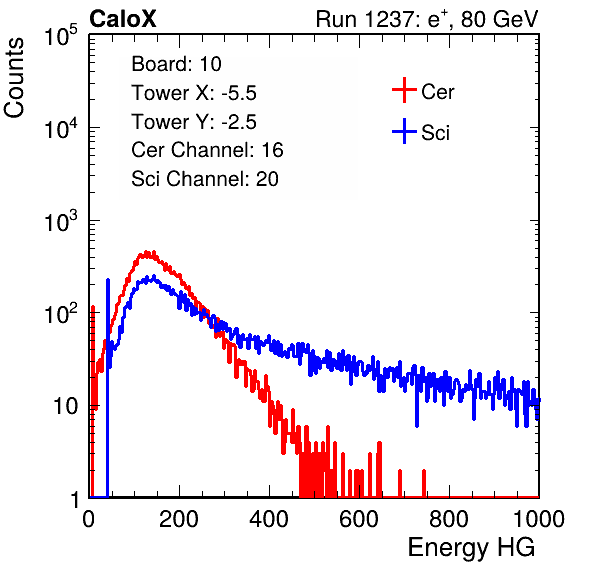 CaloX Run 1237: e⁺, 80 GeV
Counts
10⁵
10⁴
10³
10²
10
1
Board: 10
Tower X: -5.5
Tower Y: -2.5
Cer Channel: 16
Sci Channel: 20
Cer
Sci
0 200 400 600 800 1000
Energy HG